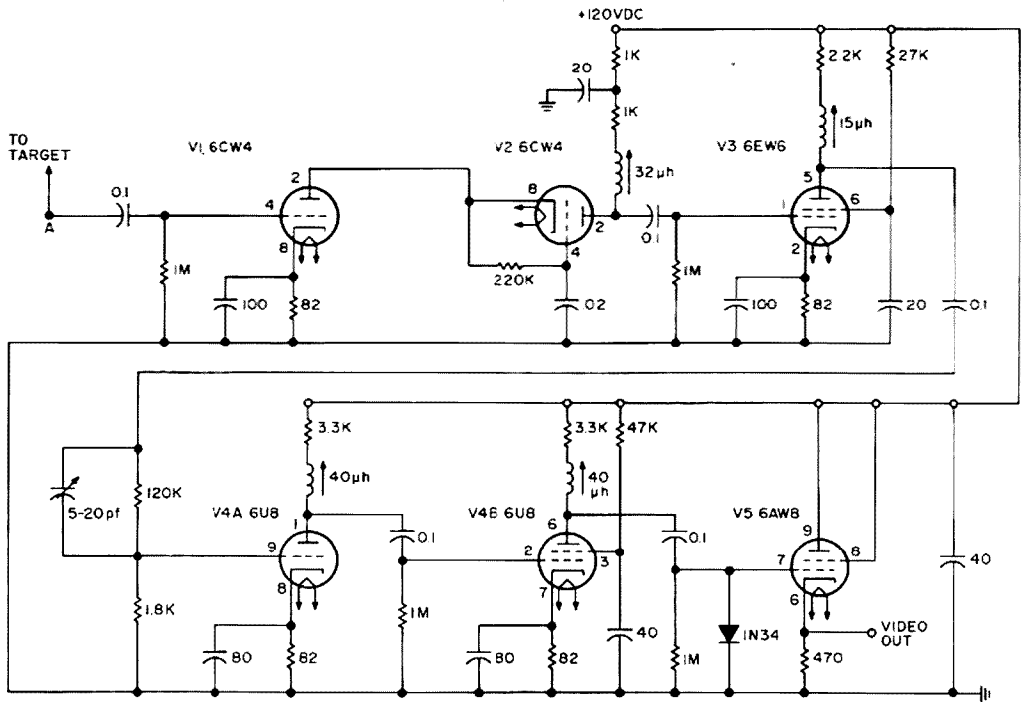 +120VDC
1K
2.2K
27K
20
1K
15µh
TO
TARGET
V1, 6CW4
V2 6CW4
32µh
V3 6EW6
2
8
5
0.1
4
2
1
6
A
4
0.1
2
8
1M
220K
1M
100
82
.02
100
82
20
0.1
3.3K
3.3K
47K
40µh
40
µh
120K
5-20pf
V4A 6U8
1
V4B 6U8
6
V5 6AW8
9
0.1
0.1
9
2
3
7
8
40
8
7
6
1.8K
1M
40
1N34
VIDEO
OUT
80
82
80
82
1M
470